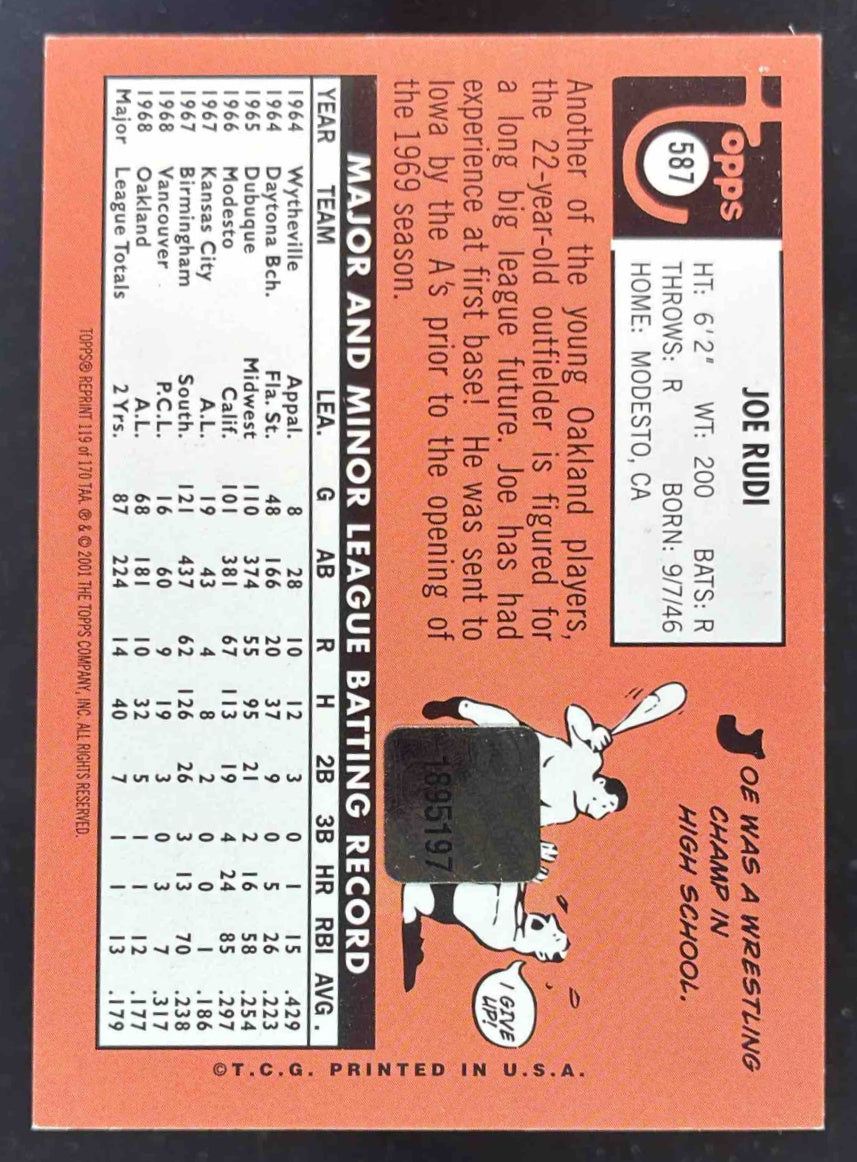 Topps
587
JOE RUDI
HT: 6'2" WT: 200 BATS: R
THROWS: R BORN: 9/7/46
HOME: MODESTO, CA
JOE WAS A WRESTLING
CHAMP IN
HIGH SCHOOL.
Another of the young Oakland players,
the 22-year-old outfielder is figured for
a long big league future. Joe has had
experience at first base! He was sent to
Iowa by the A's prior to the opening of
the 1969 season.
I GIVE
UP!
1895197
MAJOR AND MINOR LEAGUE BATTING RECORD
YEAR TEAM LEA. G AB R H 2B 3B HR RBI AVG.
1964 Wytheville Appal. 8 28 10 12 3 0 1 15 .429
1964 Daytona Bch. Fla. St. 48 166 20 37 9 0 5 26 .223
1965 Dubuque Midwest 110 374 55 95 21 2 16 58 .254
1966 Modesto Calif. 101 381 67 113 19 4 24 85 .297
1967 Kansas City A.L. 19 43 4 8 2 0 0 1 .186
1967 Birmingham South. 121 437 62 126 26 3 13 70 .238
1968 Vancouver P.C.L. 16 60 9 19 3 0 3 7 .317
1968 Oakland A.L. 68 181 10 32 5 1 1 12 .177
Major League Totals 2 Yrs. 87 224 14 40 7 1 1 13 .179
©T.C.G. PRINTED IN U.S.A.
TOPPS® REPRINT 119 of 170 TAA ® & © 2001 THE TOPPS COMPANY, INC. ALL RIGHTS RESERVED.